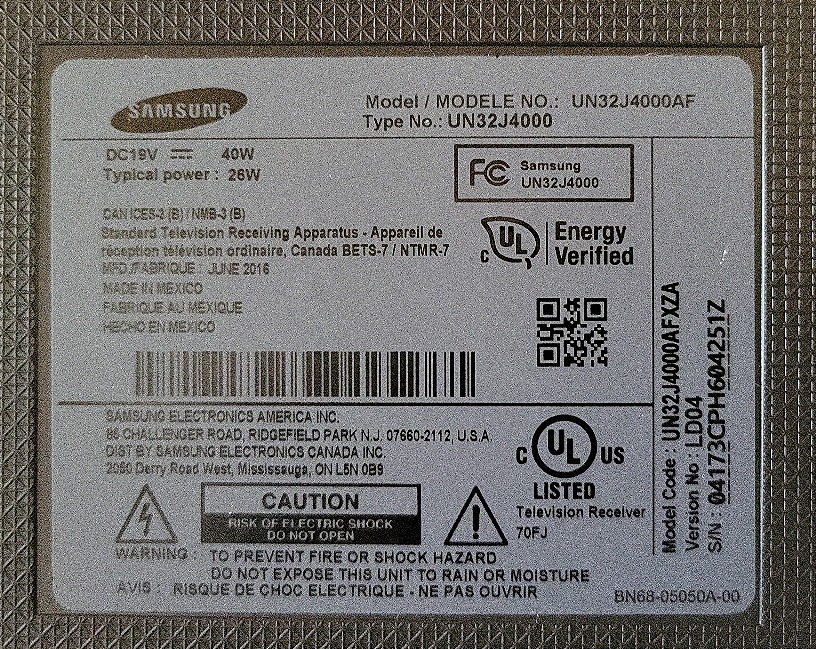 SAMSUNG
Model / MODELE NO.: UN32J4000AF
Type No.: UN32J4000
DC19V 40W
Typical power : 26W
FC Samsung
UN32J4000
CAN ICES-3 (B) / NMB-3 (B)
Standard Television Receiving Apparatus - Appareil de
réception télévision ordinaire, Canada BETS-7 / NTMR-7
MFD./FABRIQUE : JUNE 2016
MADE IN MEXICO
FABRIQUE AU MEXIQUE
HECHO EN MEXICO
C UL Energy
Verified
SAMSUNG ELECTRONICS AMERICA INC.
85 CHALLENGER ROAD, RIDGEFIELD PARK N.J. 07660-2112, U.S.A.
DIST BY SAMSUNG ELECTRONICS CANADA INC.
2050 Derry Road West, Mississauga, ON L5N 0B9
C UL US
LISTED
Television Receiver
70FJ
CAUTION
RISK OF ELECTRIC SHOCK
DO NOT OPEN
WARNING : TO PREVENT FIRE OR SHOCK HAZARD
DO NOT EXPOSE THIS UNIT TO RAIN OR MOISTURE
AVIS : RISQUE DE CHOC ELECTRIQUE - NE PAS OUVRIR
BN68-05050A-00
Model Code : UN32J4000AFXZA
Version No : LD04
S/N : 04173CPH604251Z